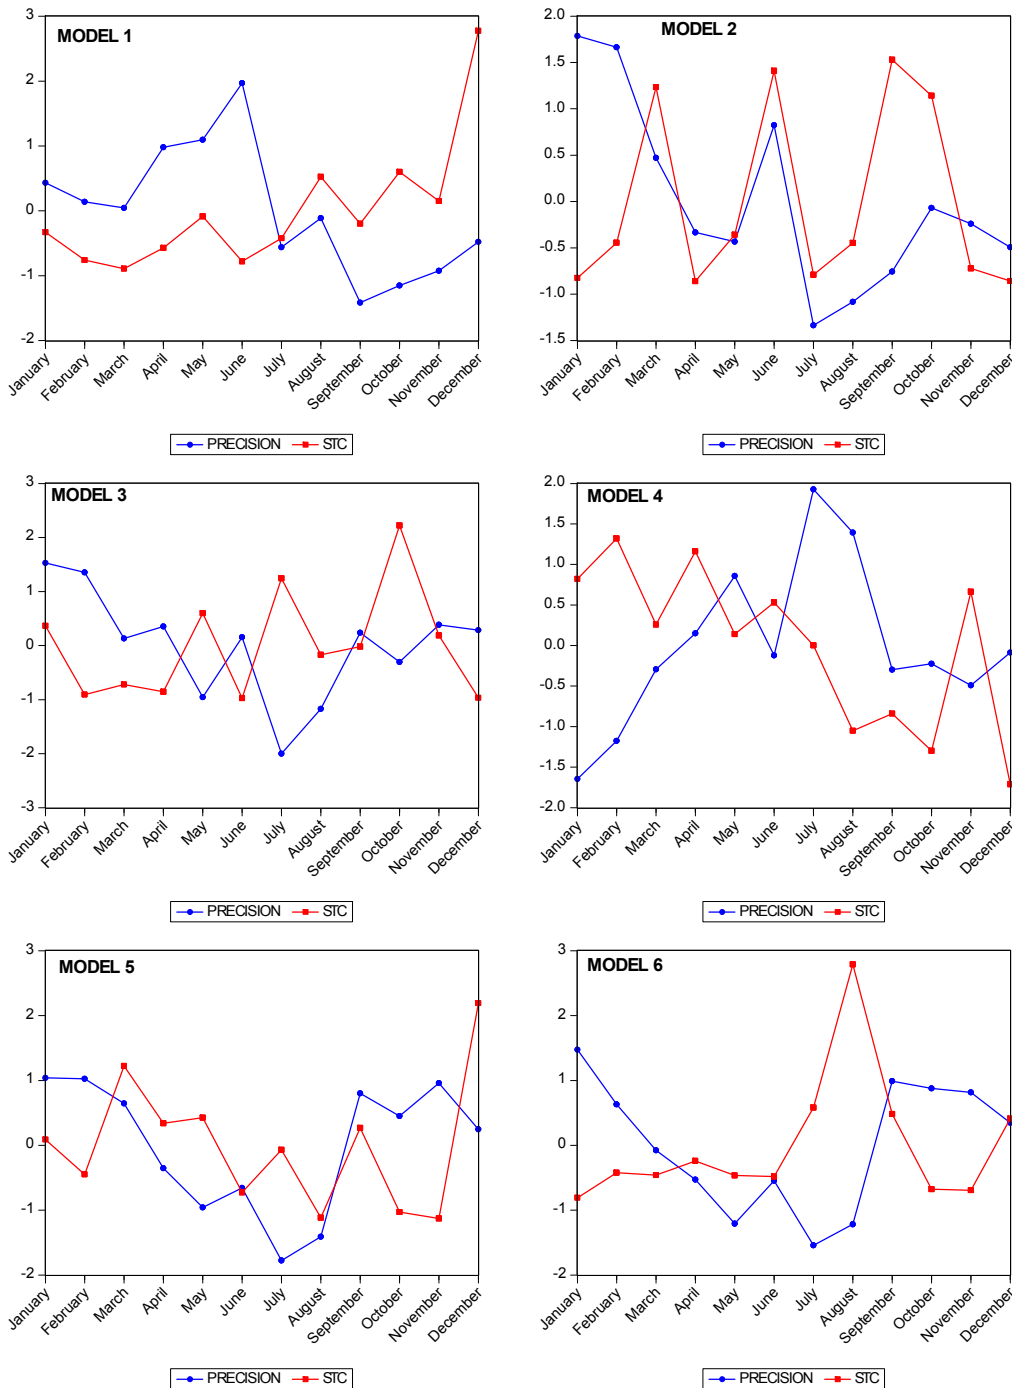 MODEL 1
3
2
1
0
-1
-2
January
February
March
April
May
June
July
August
September
October
November
December
PRECISION STC
MODEL 2
2.0
1.5
1.0
0.5
0.0
-0.5
-1.0
-1.5
January
February
March
April
May
June
July
August
September
October
November
December
PRECISION STC
MODEL 3
3
2
1
0
-1
-2
-3
January
February
March
April
May
June
July
August
September
October
November
December
PRECISION STC
MODEL 4
2.0
1.5
1.0
0.5
0.0
-0.5
-1.0
-1.5
-2.0
January
February
March
April
May
June
July
August
September
October
November
December
PRECISION STC
MODEL 5
3
2
1
0
-1
-2
January
February
March
April
May
June
July
August
September
October
November
December
PRECISION STC
MODEL 6
3
2
1
0
-1
-2
January
February
March
April
May
June
July
August
September
October
November
December
PRECISION STC